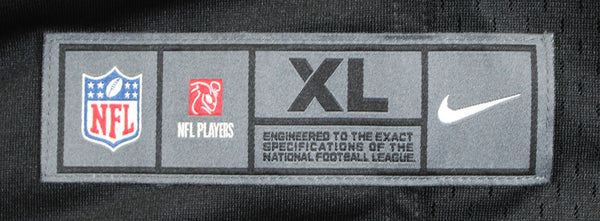 NFL
NFL PLAYERS
XL
ENGINEERED TO THE EXACT
SPECIFICATIONS OF THE
NATIONAL FOOTBALL LEAGUE.